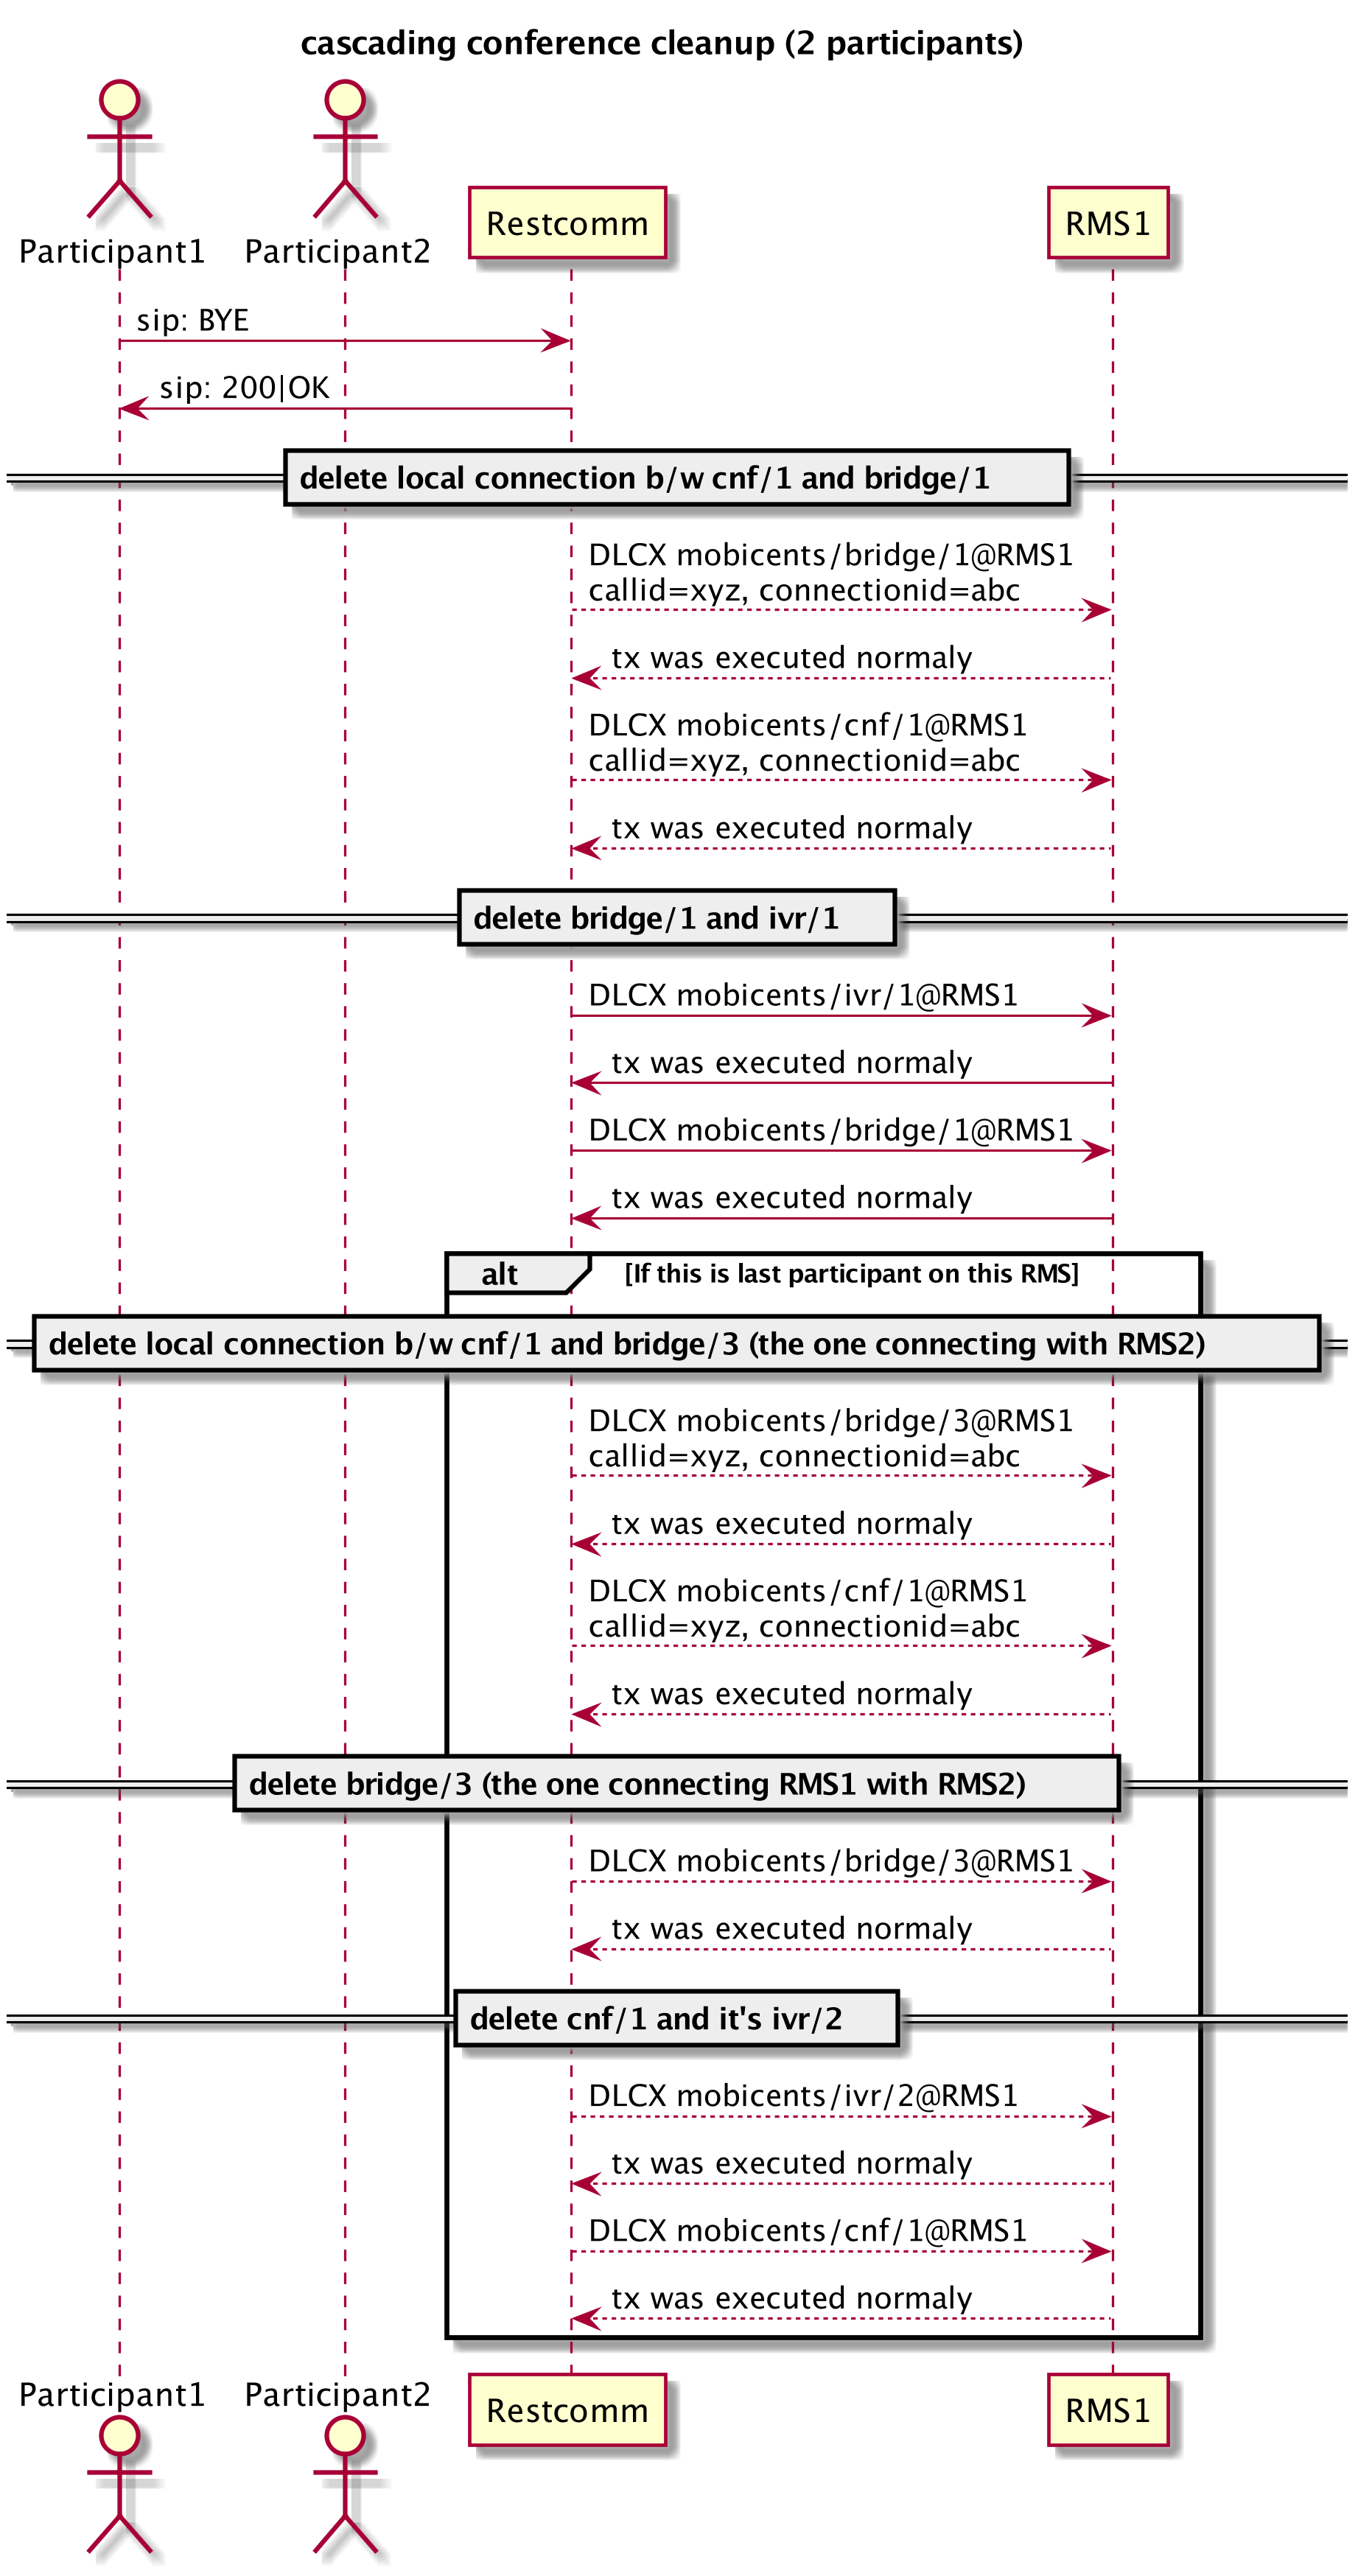 cascading conference cleanup (2 participants)
Participant1
Participant2
Restcomm
RMS1
sip: BYE
sip: 200|OK
delete local connection b/w cnf/1 and bridge/1
DLCX mobicents/bridge/1@RMS1
callid=xyz, connectionid=abc
tx was executed normaly
DLCX mobicents/cnf/1@RMS1
callid=xyz, connectionid=abc
tx was executed normaly
delete bridge/1 and ivr/1
DLCX mobicents/ivr/1@RMS1
tx was executed normaly
DLCX mobicents/bridge/1@RMS1
tx was executed normaly
alt
[If this is last participant on this RMS]
delete local connection b/w cnf/1 and bridge/3 (the one connecting with RMS2)
DLCX mobicents/bridge/3@RMS1
callid=xyz, connectionid=abc
tx was executed normaly
DLCX mobicents/cnf/1@RMS1
callid=xyz, connectionid=abc
tx was executed normaly
delete bridge/3 (the one connecting RMS1 with RMS2)
DLCX mobicents/bridge/3@RMS1
tx was executed normaly
delete cnf/1 and it's ivr/2
DLCX mobicents/ivr/2@RMS1
tx was executed normaly
DLCX mobicents/cnf/1@RMS1
tx was executed normaly
Participant1
Participant2
Restcomm
RMS1